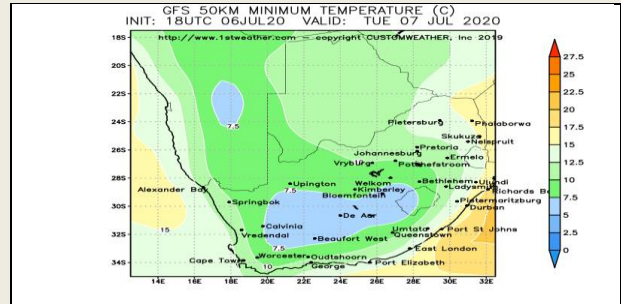 GFS 50KM MINIMUM TEMPERATURE (C)
INIT: 18UTC 06JUL20 VALID: TUE 07 JUL 2020
http://www.1stweather.com — copyright CUSTOMWEATHER, Inc 2019
18S
20S
22S
24S
26S
28S
30S
32S
34S
7.5
Pietersburg
Phalaborwa
Skukuza
Nelspruit
Pretoria
Johannesburg
Ermelo
Vryburg
Potchefstroom
Alexander Bay
7.5
Upington
Welkom
Kimberley
Bloemfontein
Bethlehem
Ulundi
Ladysmith
Richards B
Springbok
Pietermaritzburg
Durban
De Aar
15
Calvinia
Vredendal
7.5
Beaufort West
Umtata
Queenstown
Port St Johns
East London
Cape Town
Worcester
Oudtshoorn
10
George
Port Elizabeth
14E
16E
18E
20E
22E
24E
26E
28E
30E
32E
27.5
25
22.5
20
17.5
15
12.5
10
7.5
5
2.5
0